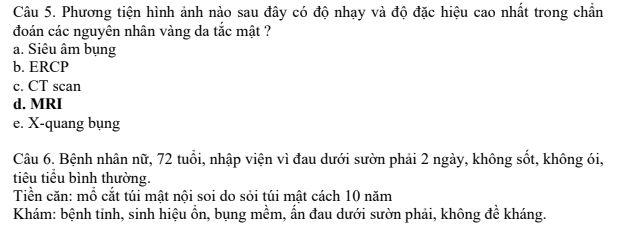 Câu 5. Phương tiện hình ảnh nào sau đây có độ nhạy và độ đặc hiệu cao nhất trong chẩn
đoán các nguyên nhân vàng da tắc mật ?
a. Siêu âm bụng
b. ERCP
c. CT scan
d. MRI
e. X-quang bụng
Câu 6. Bệnh nhân nữ, 72 tuổi, nhập viện vì đau dưới sườn phải 2 ngày, không sốt, không ói,
tiêu tiểu bình thường.
Tiền căn: mổ cắt túi mật nội soi do sỏi túi mật cách 10 năm
Khám: bệnh tỉnh, sinh hiệu ổn, bụng mềm, ấn đau dưới sườn phải, không đề kháng.